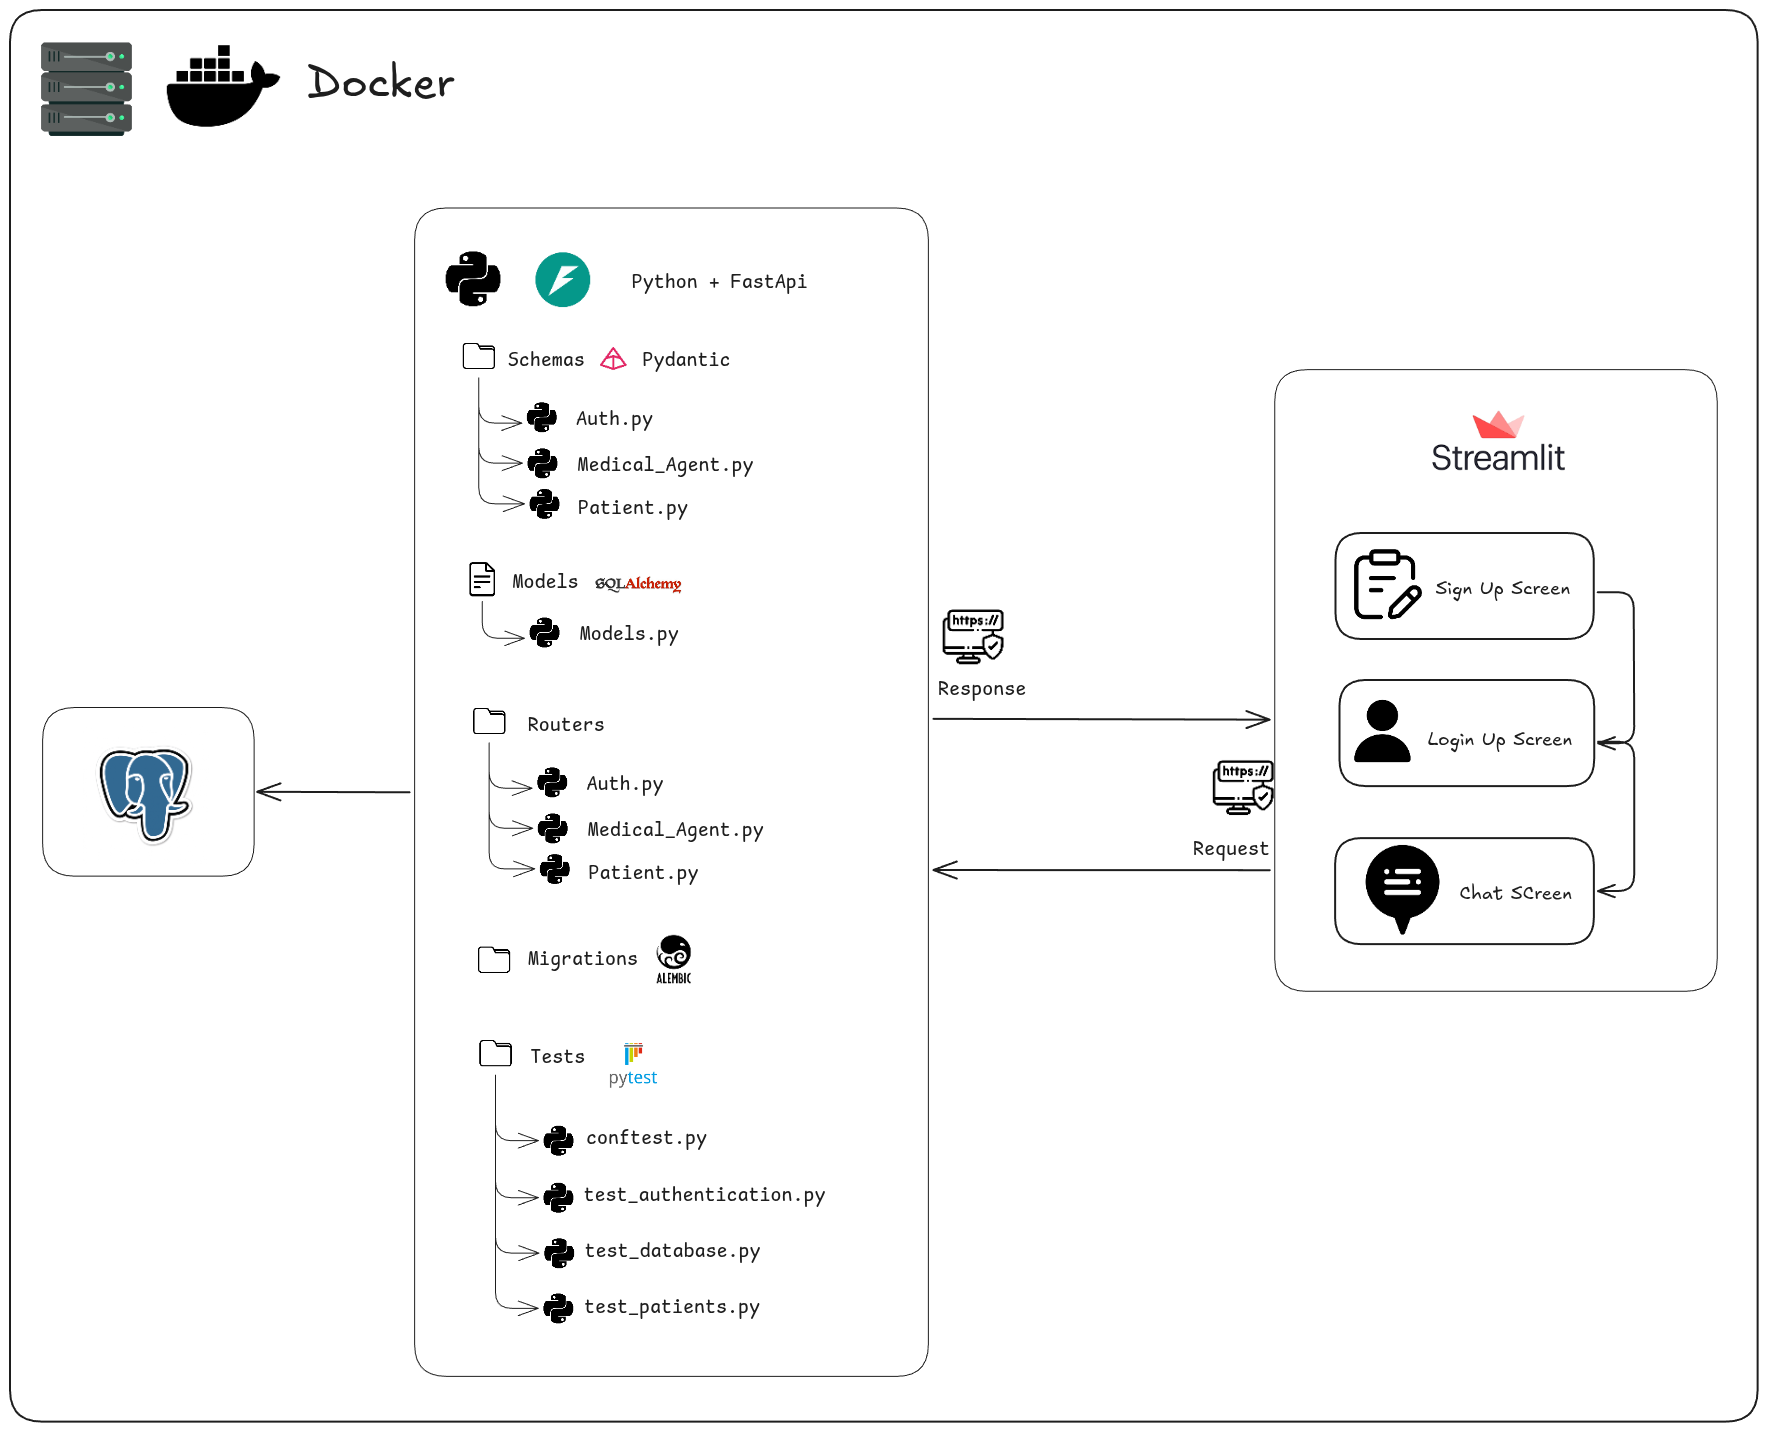 Docker
Python + FastApi
Schemas Pydantic
Auth.py
Medical_Agent.py
Patient.py
Models SQLAlchemy
Models.py
Routers
Auth.py
Medical_Agent.py
Patient.py
Migrations ALEMBIC
Tests pytest
conftest.py
test_authentication.py
test_database.py
test_patients.py
https://
Response
https://
Request
Streamlit
Sign Up Screen
Login Up Screen
Chat SCreen